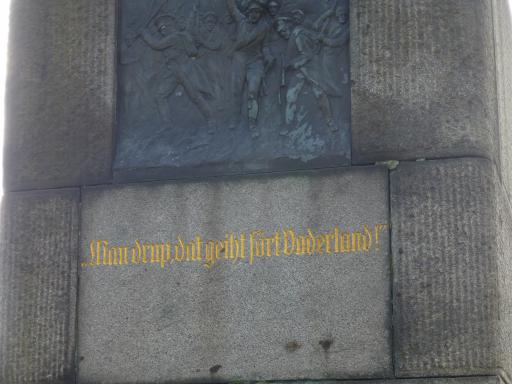 „Man drup, dat geiht för't Vaderland!"